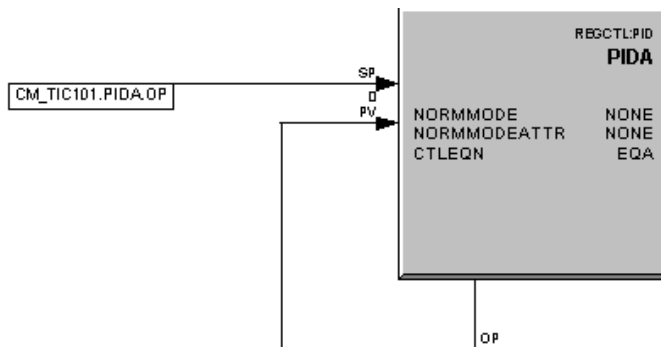 REGCTL:PID
PIDA
SP
CM_TIC101.PIDA.OP
0
PV
NORMMODE NONE
NORMMODEATTR NONE
CTLEQN EQA
OP